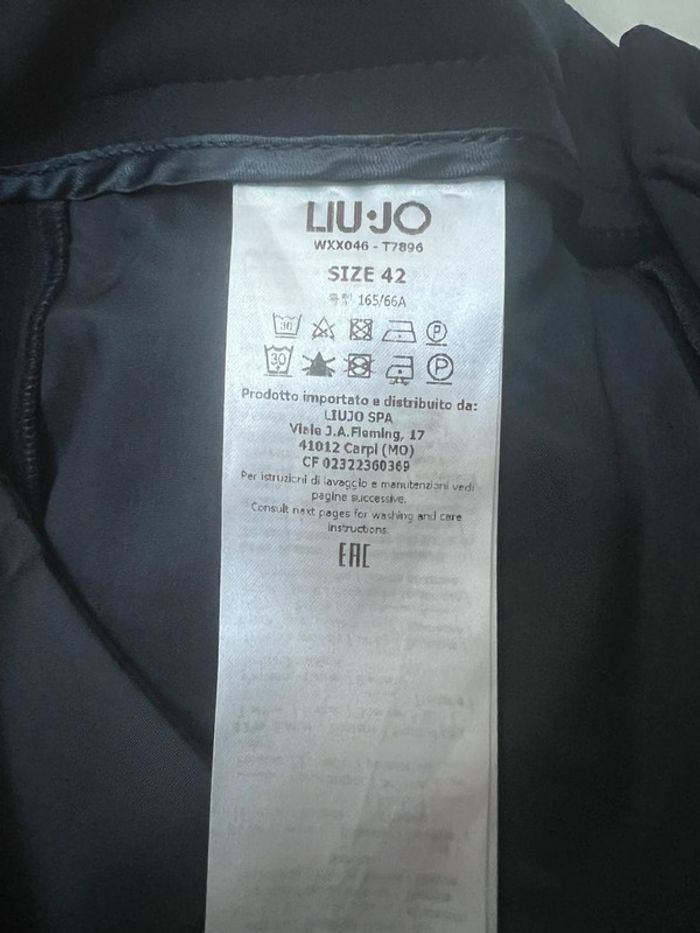 LIU·JO
WXX046 - T7896
SIZE 42
165/66A
30 P
30 P
Prodotto importato e distribuito da:
LIUJO SPA
Viale J.A.Fleming, 17
41012 Carpi (MO)
CF 02322360369
Per istruzioni di lavaggio e manutenzioni vedi
pagine successive.
Consult next pages for washing and care
instructions.
EAC